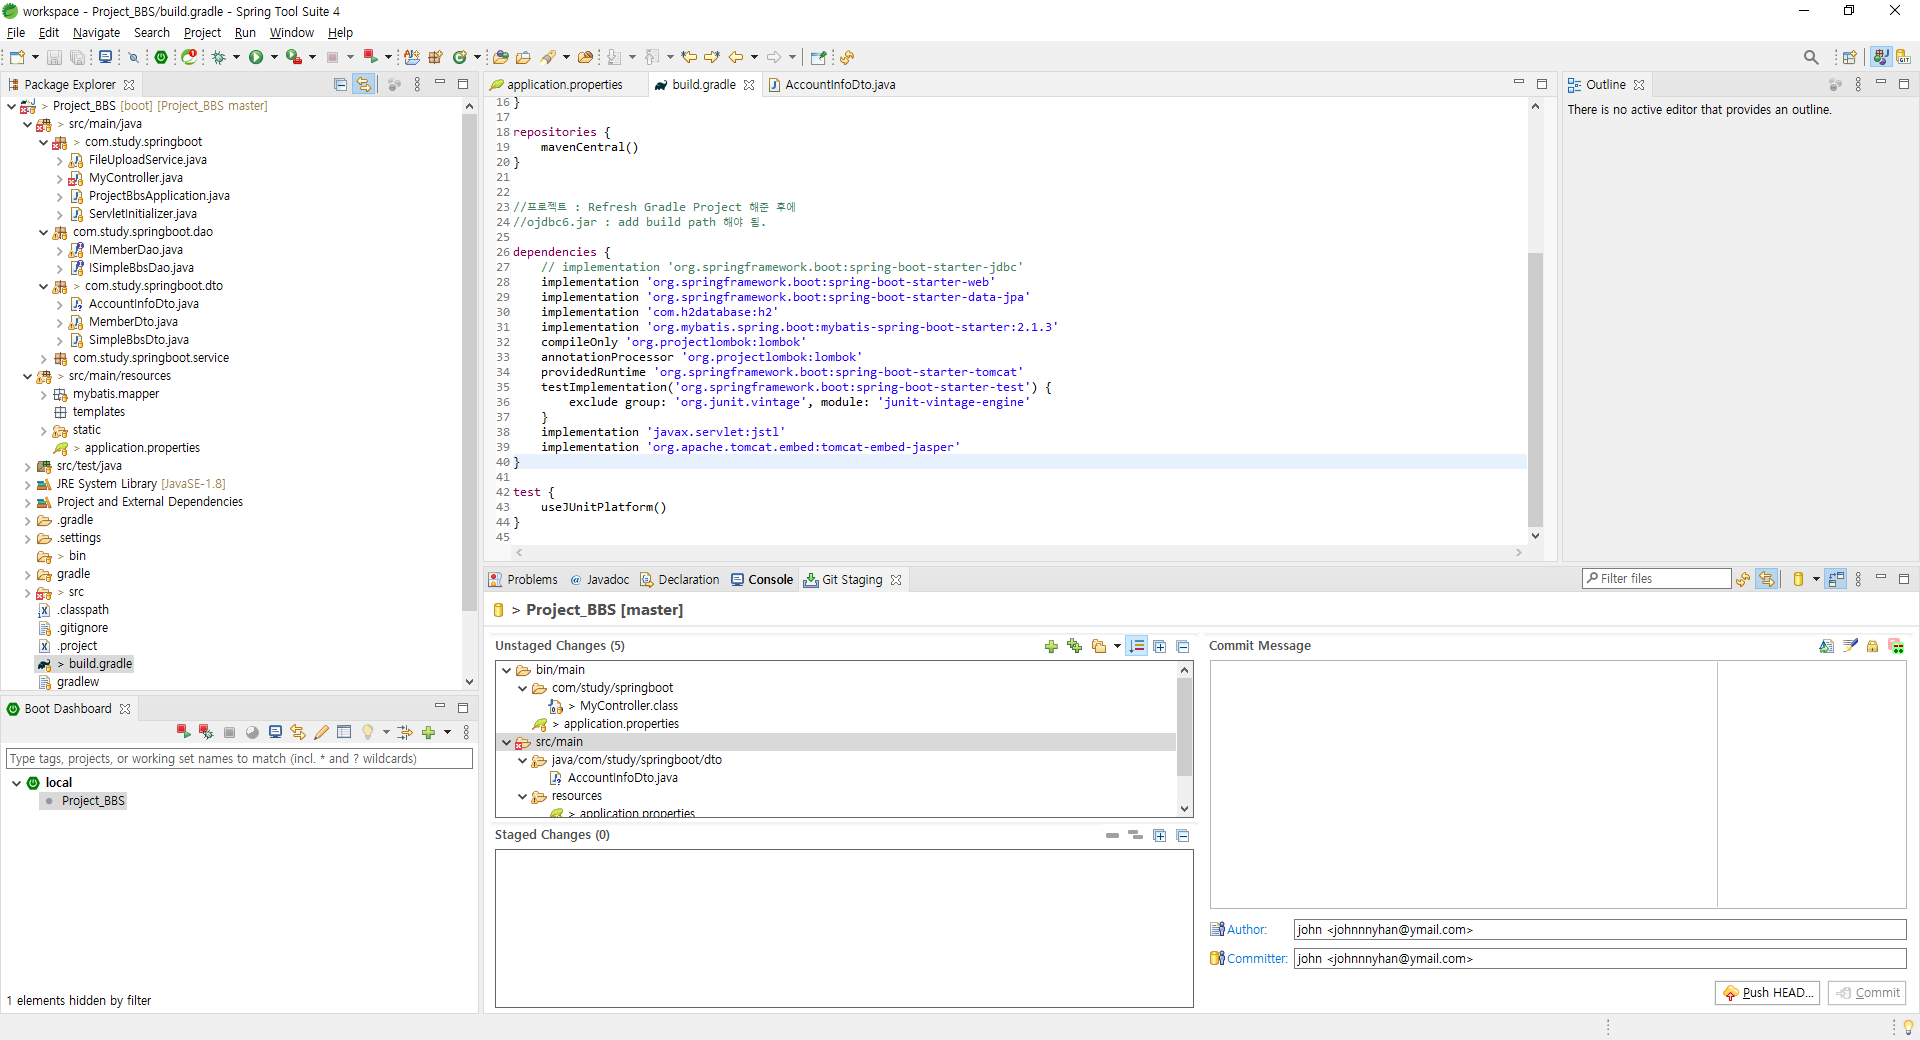 workspace - Project_BBS/build.gradle - Spring Tool Suite 4
File Edit Navigate Search Project Run Window Help
Package Explorer
> Project_BBS [boot] [Project_BBS master]
> src/main/java
> com.study.springboot
FileUploadService.java
MyController.java
ProjectBbsApplication.java
ServletInitializer.java
com.study.springboot.dao
IMemberDao.java
ISimpleBbsDao.java
> com.study.springboot.dto
AccountInfoDto.java
MemberDto.java
SimpleBbsDto.java
com.study.springboot.service
> src/main/resources
mybatis.mapper
templates
static
> application.properties
src/test/java
JRE System Library [JavaSE-1.8]
Project and External Dependencies
.gradle
.settings
> bin
gradle
> src
.classpath
.gitignore
.project
> build.gradle
gradlew
application.properties build.gradle AccountInfoDto.java
16 }
17
18 repositories {
19 mavenCentral()
20 }
21
22
23 //프로젝트 : Refresh Gradle Project 해준 후에
24 //ojdbc6.jar : add build path 해야 됨.
25
26 dependencies {
27 // implementation 'org.springframework.boot:spring-boot-starter-jdbc'
28 implementation 'org.springframework.boot:spring-boot-starter-web'
29 implementation 'org.springframework.boot:spring-boot-starter-data-jpa'
30 implementation 'com.h2database:h2'
31 implementation 'org.mybatis.spring.boot:mybatis-spring-boot-starter:2.1.3'
32 compileOnly 'org.projectlombok:lombok'
33 annotationProcessor 'org.projectlombok:lombok'
34 providedRuntime 'org.springframework.boot:spring-boot-starter-tomcat'
35 testImplementation('org.springframework.boot:spring-boot-starter-test') {
36 exclude group: 'org.junit.vintage', module: 'junit-vintage-engine'
37 }
38 implementation 'javax.servlet:jstl'
39 implementation 'org.apache.tomcat.embed:tomcat-embed-jasper'
40 }
41
42 test {
43 useJUnitPlatform()
44 }
45
Outline
There is no active editor that provides an outline.
Boot Dashboard
Type tags, projects, or working set names to match (incl. * and ? wildcards)
local
Project_BBS
1 elements hidden by filter
Problems @ Javadoc Declaration Console Git Staging
Filter files
> Project_BBS [master]
Unstaged Changes (5)
bin/main
com/study/springboot
> MyController.class
> application.properties
src/main
java/com/study/springboot/dto
AccountInfoDto.java
resources
> application.properties
Staged Changes (0)
Commit Message
Author: john <johnnnyhan@ymail.com>
Committer: john <johnnnyhan@ymail.com>
Push HEAD... Commit